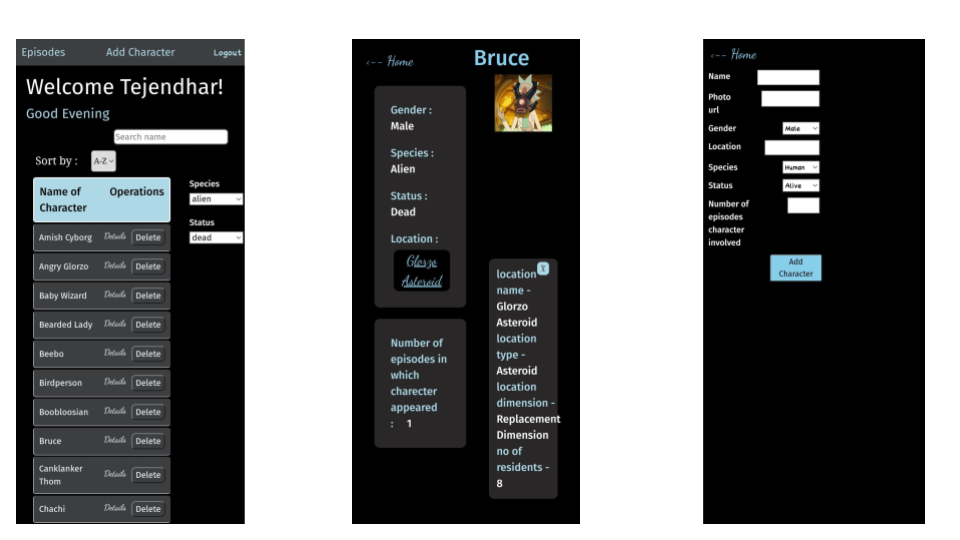 Episodes Add Character Logout
Welcome Tejendhar!
Good Evening
Search name
Sort by : A-Z
Name of Character Operations
Species
alien
Status
dead
Amish Cyborg Details Delete
Angry Glorzo Details Delete
Baby Wizard Details Delete
Bearded Lady Details Delete
Beebo Details Delete
Birdperson Details Delete
Boobloosian Details Delete
Bruce Details Delete
Canklanker Thom Details Delete
Chachi Details Delete
<-- Home
Bruce
Gender :
Male
Species :
Alien
Status :
Dead
Location :
Glorzo
Asteroid
Number of
episodes in
which
charecter
appeared
: 1
X
location
name -
Glorzo
Asteroid
location
type -
Asteroid
location
dimension -
Replacement
Dimension
no of
residents -
8
<-- Home
Name
Photo
url
Gender Male
Location
Species Human
Status Alive
Number of
episodes
character
involved
Add
Character